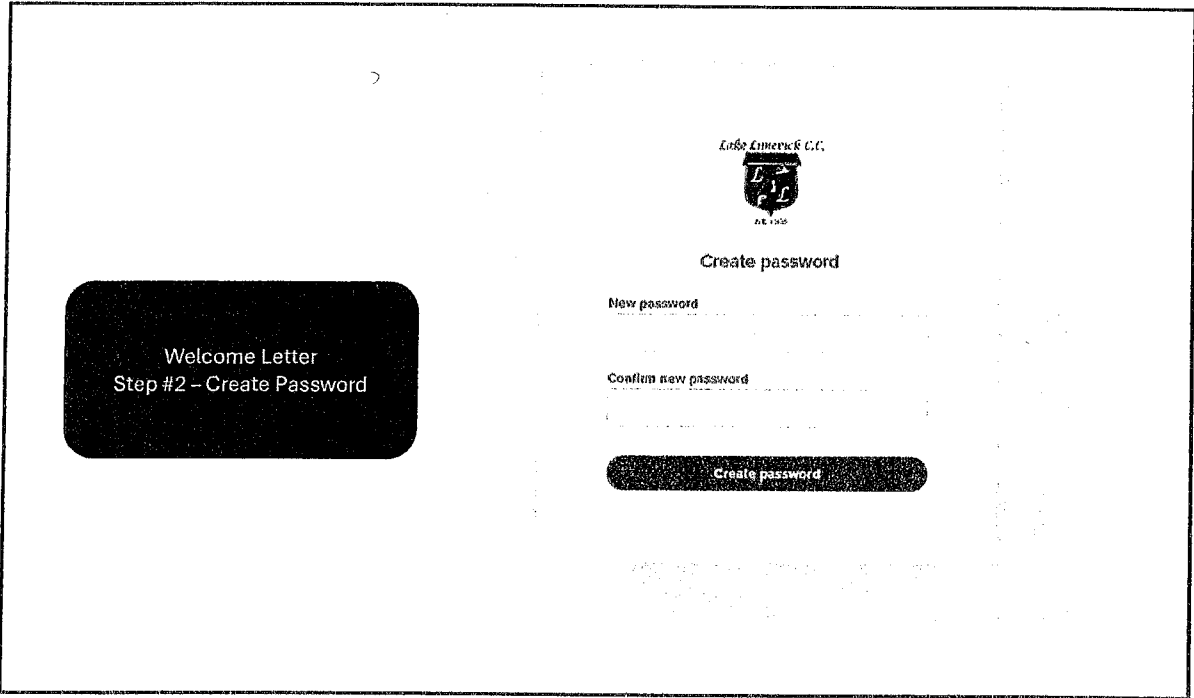 Welcome Letter
Step #2 – Create Password
Lake Limerick C.C.
L
L
Create password
New password
Confirm new password
Create password